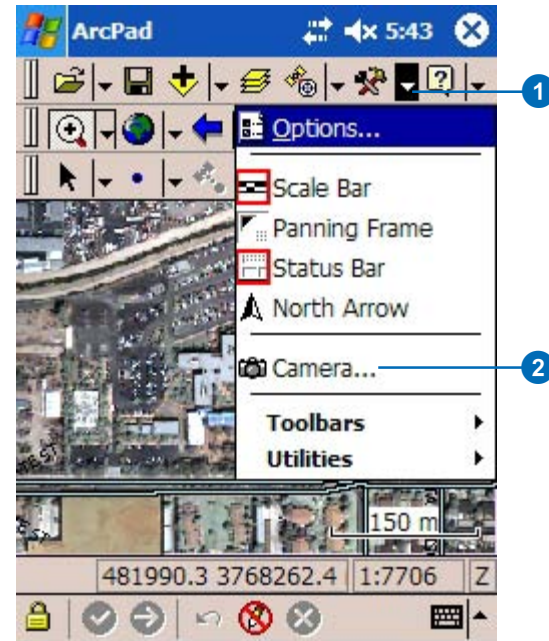 ArcPad 5:43
1
Options...
Scale Bar
Panning Frame
Status Bar
North Arrow
Camera...
2
Toolbars
Utilities
150 m
481990.3 3768262.4 1:7706 Z